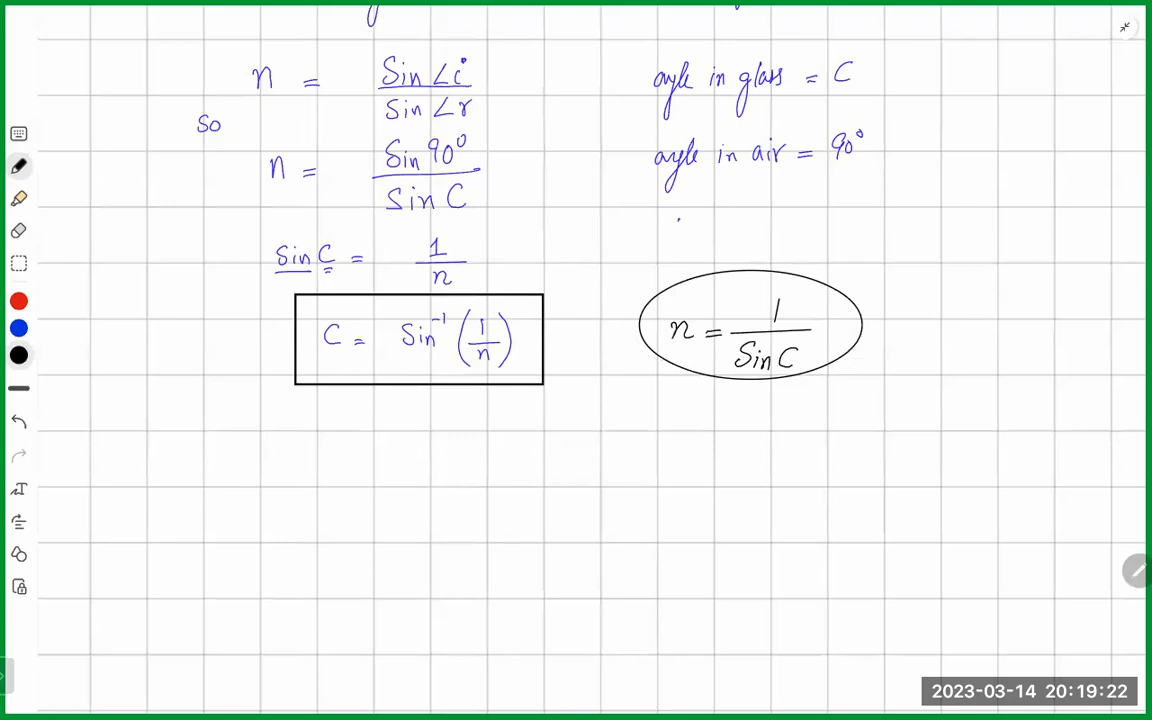 n = Sin∠i / Sin∠r
angle in glass = C
So
n = Sin 90° / Sin C
angle in air = 90°
Sin C = 1 / n
C = Sin⁻¹ (1/n)
n = 1 / Sin C
2023-03-14 20:19:22